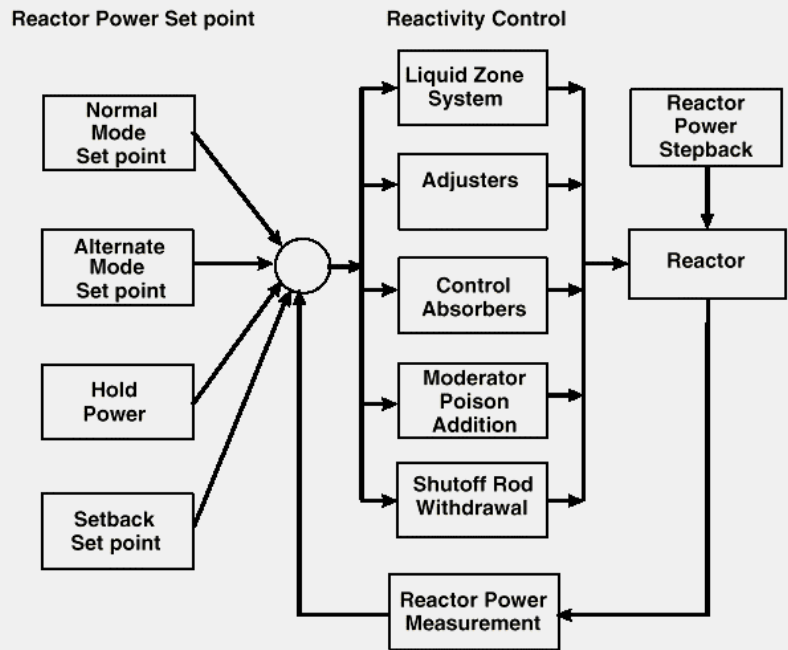 Reactor Power Set point
Reactivity Control
Normal
Mode
Set point
Alternate
Mode
Set point
Hold
Power
Setback
Set point
Liquid Zone
System
Adjusters
Control
Absorbers
Moderator
Poison
Addition
Shutoff Rod
Withdrawal
Reactor
Power
Stepback
Reactor
Reactor Power
Measurement